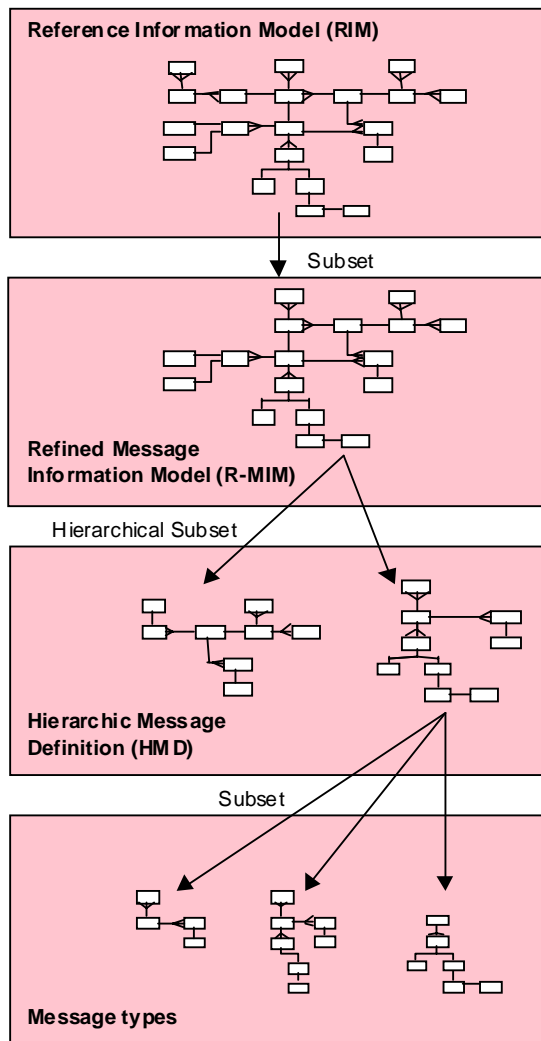 Reference Information Model (RIM)
Subset
Refined Message
Information Model (R-MIM)
Hierarchical Subset
Hierarchic Message
Definition (HMD)
Subset
Message types